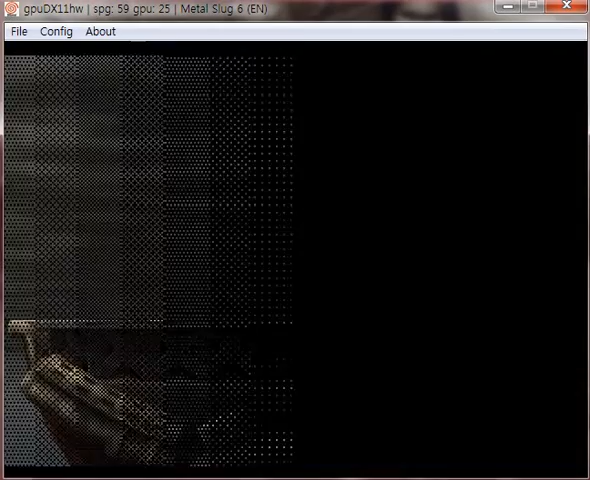 gpuDX11hw | spg: 59 gpu: 25 | Metal Slug 6 (EN)
File Config About